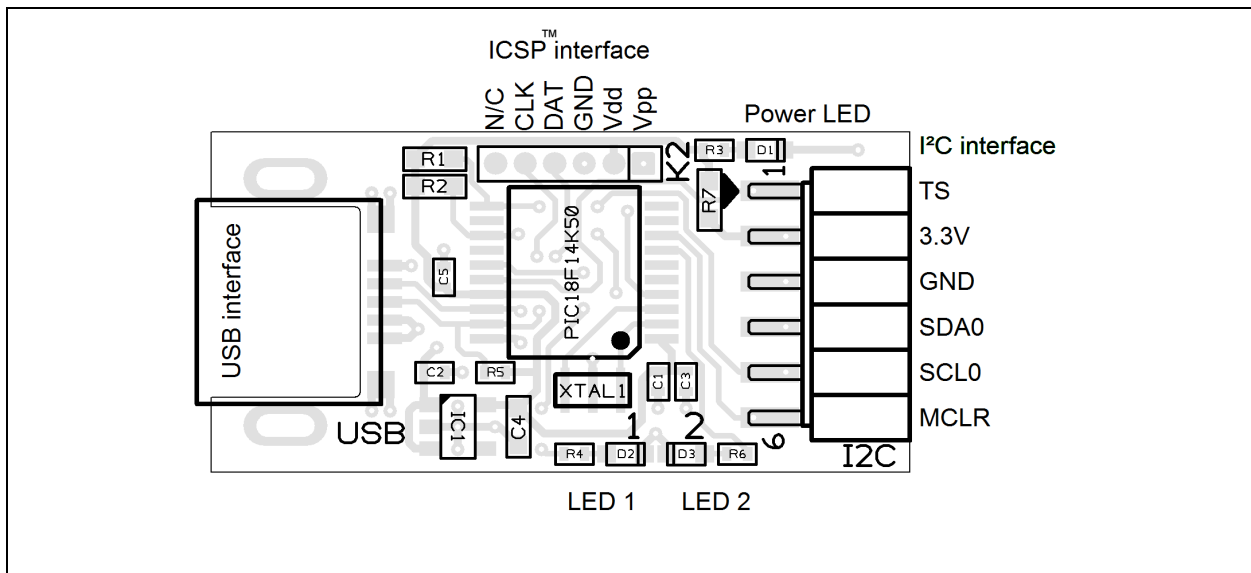 ICSP™ interface
N/C
CLK
DAT
GND
Vdd
Vpp
Power LED
K2
R3
D1
I²C interface
R1
R2
1
TS
R7
3.3V
USB interface
PIC18F14K50
C5
GND
SDA0
C2
R5
XTAL1
C1
C3
SCL0
USB
IC1
C4
1
2
6
MCLR
R4
D2
D3
R6
I2C
LED 1
LED 2